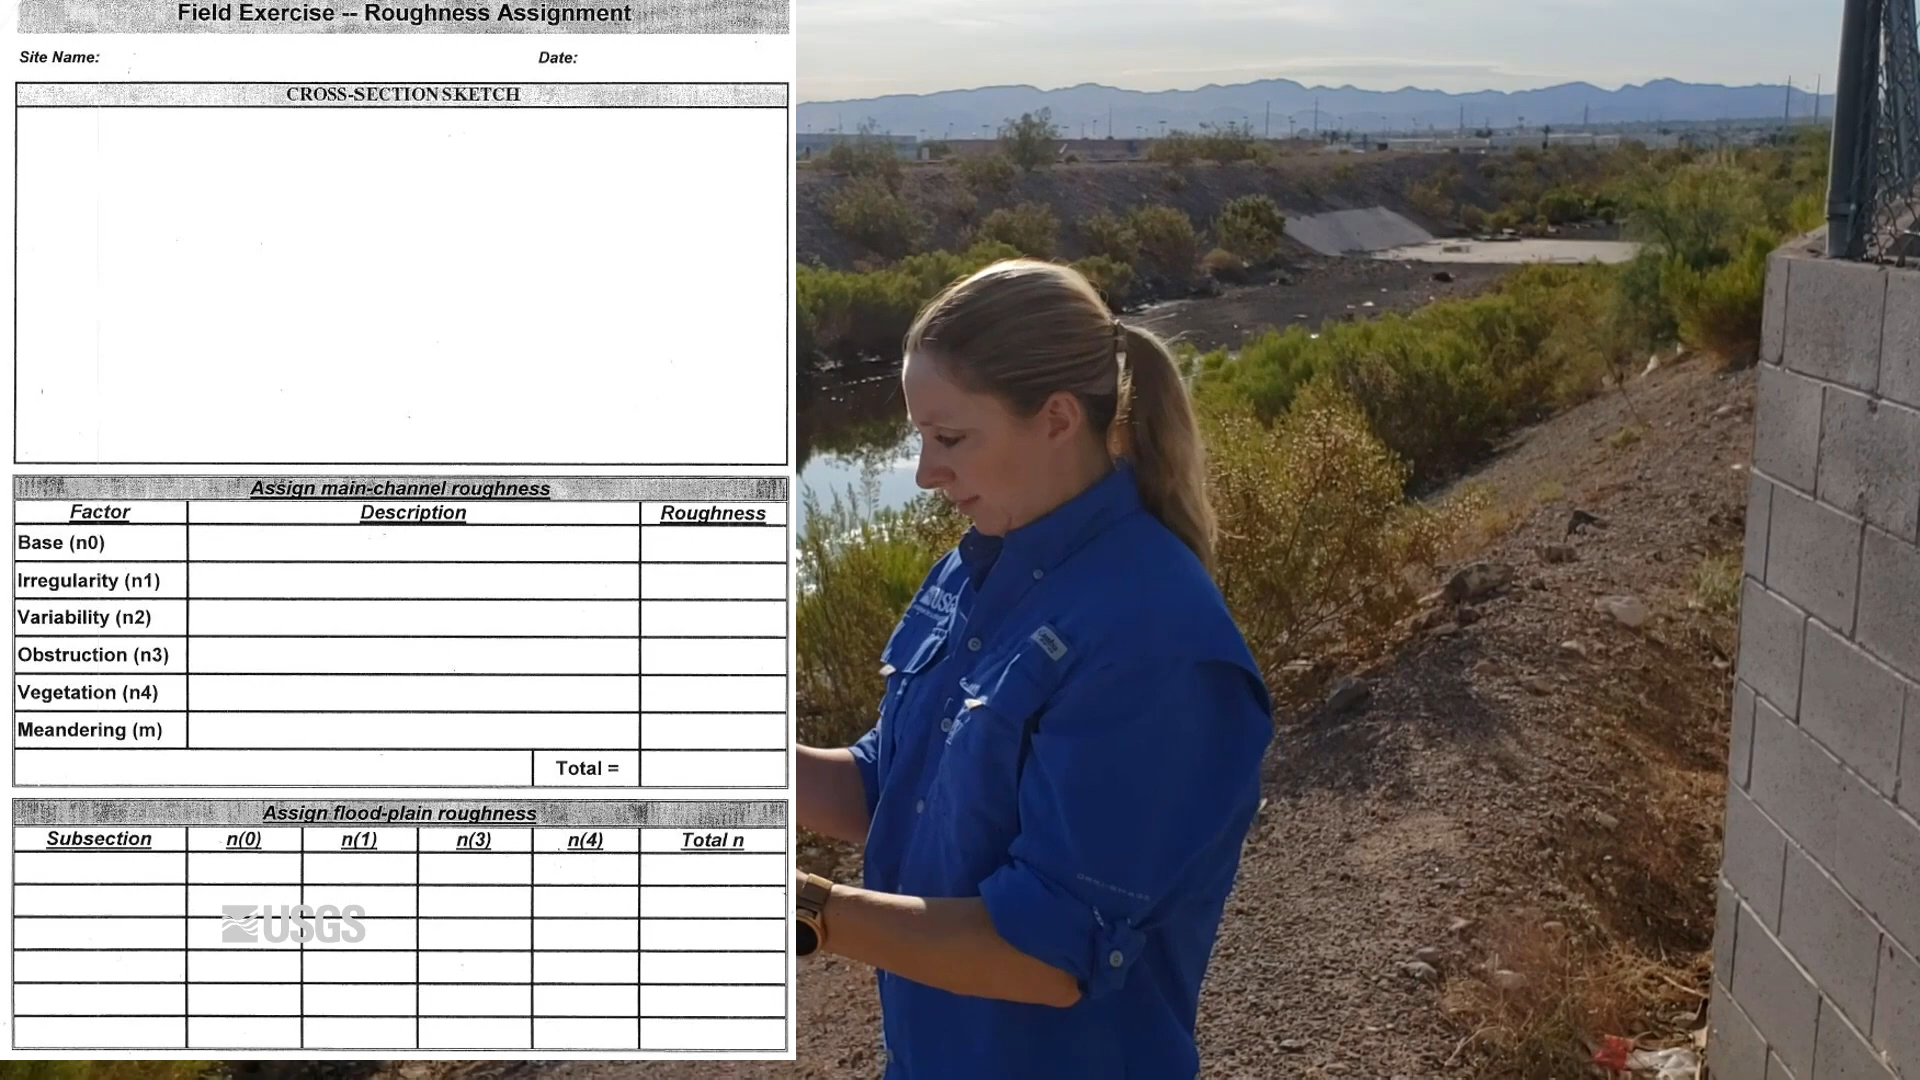 Field Exercise -- Roughness Assignment
Site Name: Date:
CROSS-SECTION SKETCH
Assign main-channel roughness
Factor Description Roughness
Base (n0)
Irregularity (n1)
Variability (n2)
Obstruction (n3)
Vegetation (n4)
Meandering (m)
Total =
Assign flood-plain roughness
Subsection n(0) n(1) n(3) n(4) Total n
USGS
USGS